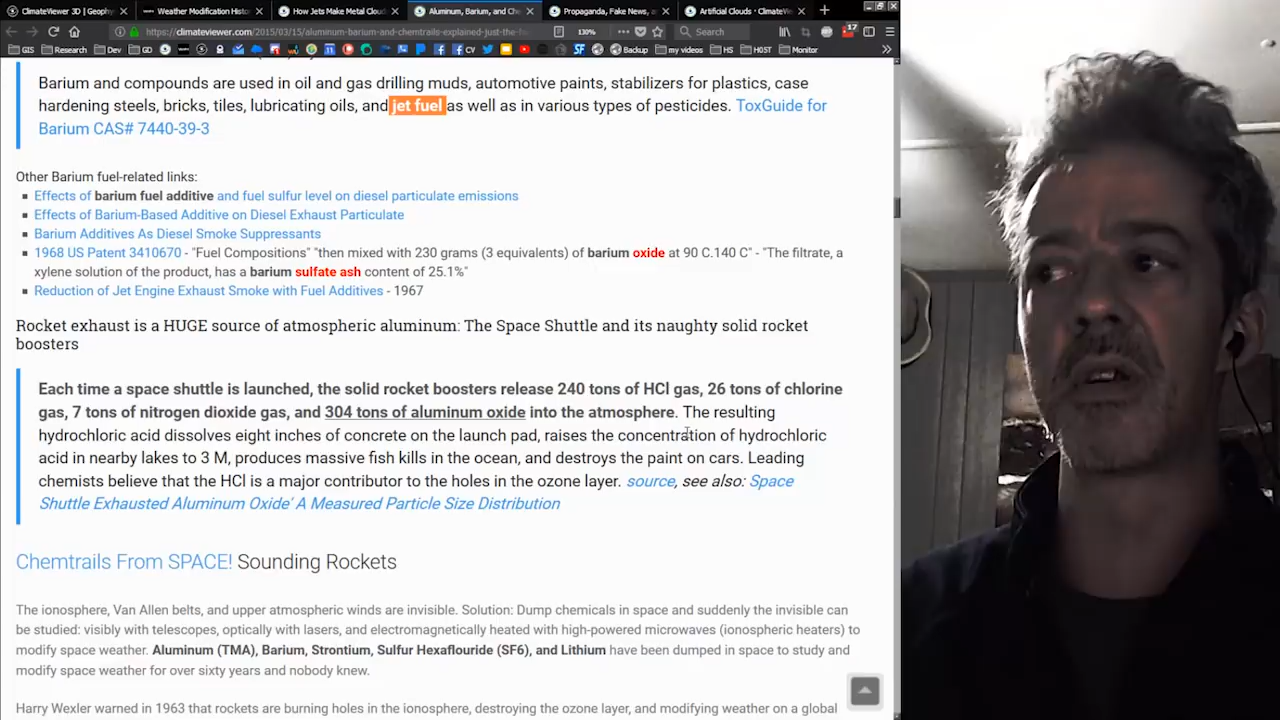 ClimateViewer 3D || Geophy
Weather Modification Histor
How Jets Make Metal Cloud
Aluminum, Barium, and Che
Propaganda, Fake News, a
Artificial Clouds - ClimateVie
https://climateviewer.com/2015/03/15/aluminum-barium-and-chemtrails-explained-just-the-fa
130%
Search
17
GIS
Research
Dev
GD
CV
SF
Backup
my videos
HS
H0ST
Monitor
Barium and compounds are used in oil and gas drilling muds, automotive paints, stabilizers for plastics, case
hardening steels, bricks, tiles, lubricating oils, and jet fuel as well as in various types of pesticides. ToxGuide for
Barium CAS# 7440-39-3
Other Barium fuel-related links:
Effects of barium fuel additive and fuel sulfur level on diesel particulate emissions
Effects of Barium-Based Additive on Diesel Exhaust Particulate
Barium Additives As Diesel Smoke Suppressants
1968 US Patent 3410670 - "Fuel Compositions" "then mixed with 230 grams (3 equivalents) of barium oxide at 90 C.140 C" - "The filtrate, a
xylene solution of the product, has a barium sulfate ash content of 25.1%"
Reduction of Jet Engine Exhaust Smoke with Fuel Additives - 1967
Rocket exhaust is a HUGE source of atmospheric aluminum: The Space Shuttle and its naughty solid rocket
boosters
Each time a space shuttle is launched, the solid rocket boosters release 240 tons of HCl gas, 26 tons of chlorine
gas, 7 tons of nitrogen dioxide gas, and 304 tons of aluminum oxide into the atmosphere. The resulting
hydrochloric acid dissolves eight inches of concrete on the launch pad, raises the concentration of hydrochloric
acid in nearby lakes to 3 M, produces massive fish kills in the ocean, and destroys the paint on cars. Leading
chemists believe that the HCl is a major contributor to the holes in the ozone layer. source, see also: Space
Shuttle Exhausted Aluminum Oxide' A Measured Particle Size Distribution
Chemtrails From SPACE! Sounding Rockets
The ionosphere, Van Allen belts, and upper atmospheric winds are invisible. Solution: Dump chemicals in space and suddenly the invisible can
be studied: visibly with telescopes, optically with lasers, and electromagnetically heated with high-powered microwaves (ionospheric heaters) to
modify space weather. Aluminum (TMA), Barium, Strontium, Sulfur Hexaflouride (SF6), and Lithium have been dumped in space to study and
modify space weather for over sixty years and nobody knew.
Harry Wexler warned in 1963 that rockets are burning holes in the ionosphere, destroying the ozone layer, and modifying weather on a global